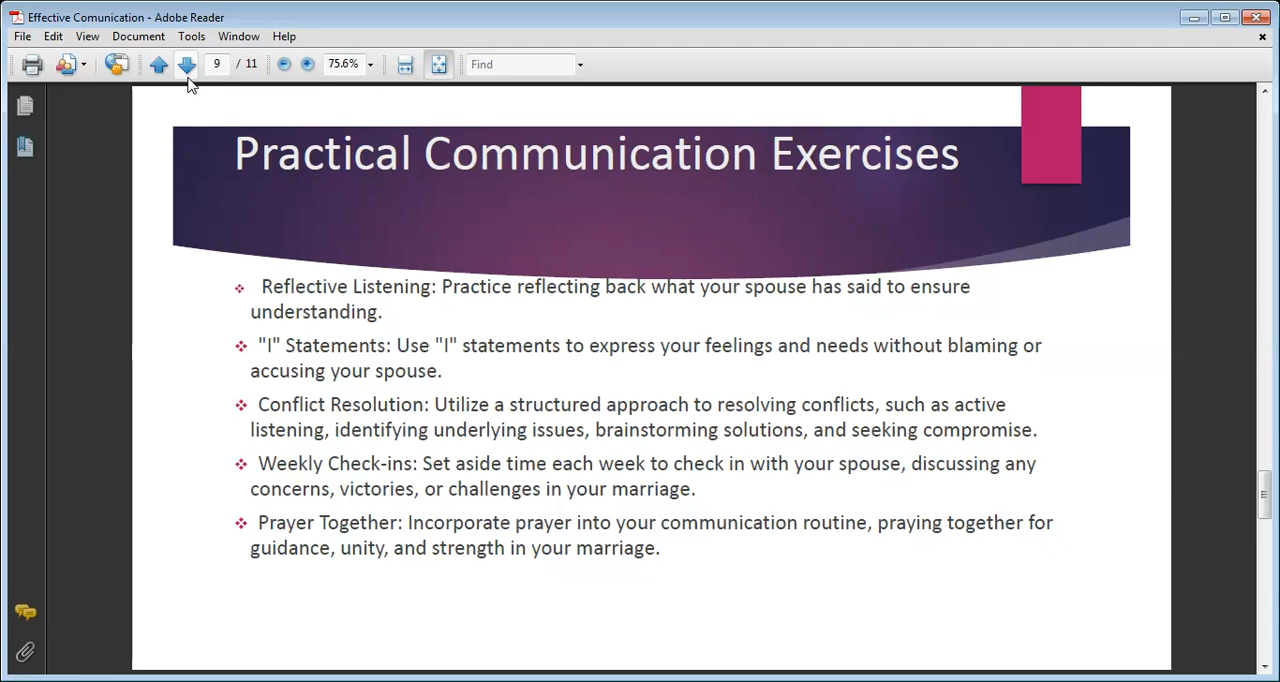 Effective Comunication - Adobe Reader
File Edit View Document Tools Window Help
9 / 11 75.6% Find
Practical Communication Exercises
Reflective Listening: Practice reflecting back what your spouse has said to ensure
understanding.
"I" Statements: Use "I" statements to express your feelings and needs without blaming or
accusing your spouse.
Conflict Resolution: Utilize a structured approach to resolving conflicts, such as active
listening, identifying underlying issues, brainstorming solutions, and seeking compromise.
Weekly Check-ins: Set aside time each week to check in with your spouse, discussing any
concerns, victories, or challenges in your marriage.
Prayer Together: Incorporate prayer into your communication routine, praying together for
guidance, unity, and strength in your marriage.